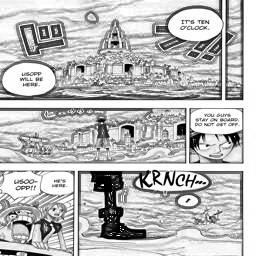 IT'S TEN
O'CLOCK.
USOPP
WILL BE
HERE.
YOU GUYS
STAY ON BOARD.
DO NOT GET OFF.
KRNCH...
!
HE'S
HERE.
USOO-
OPP!!